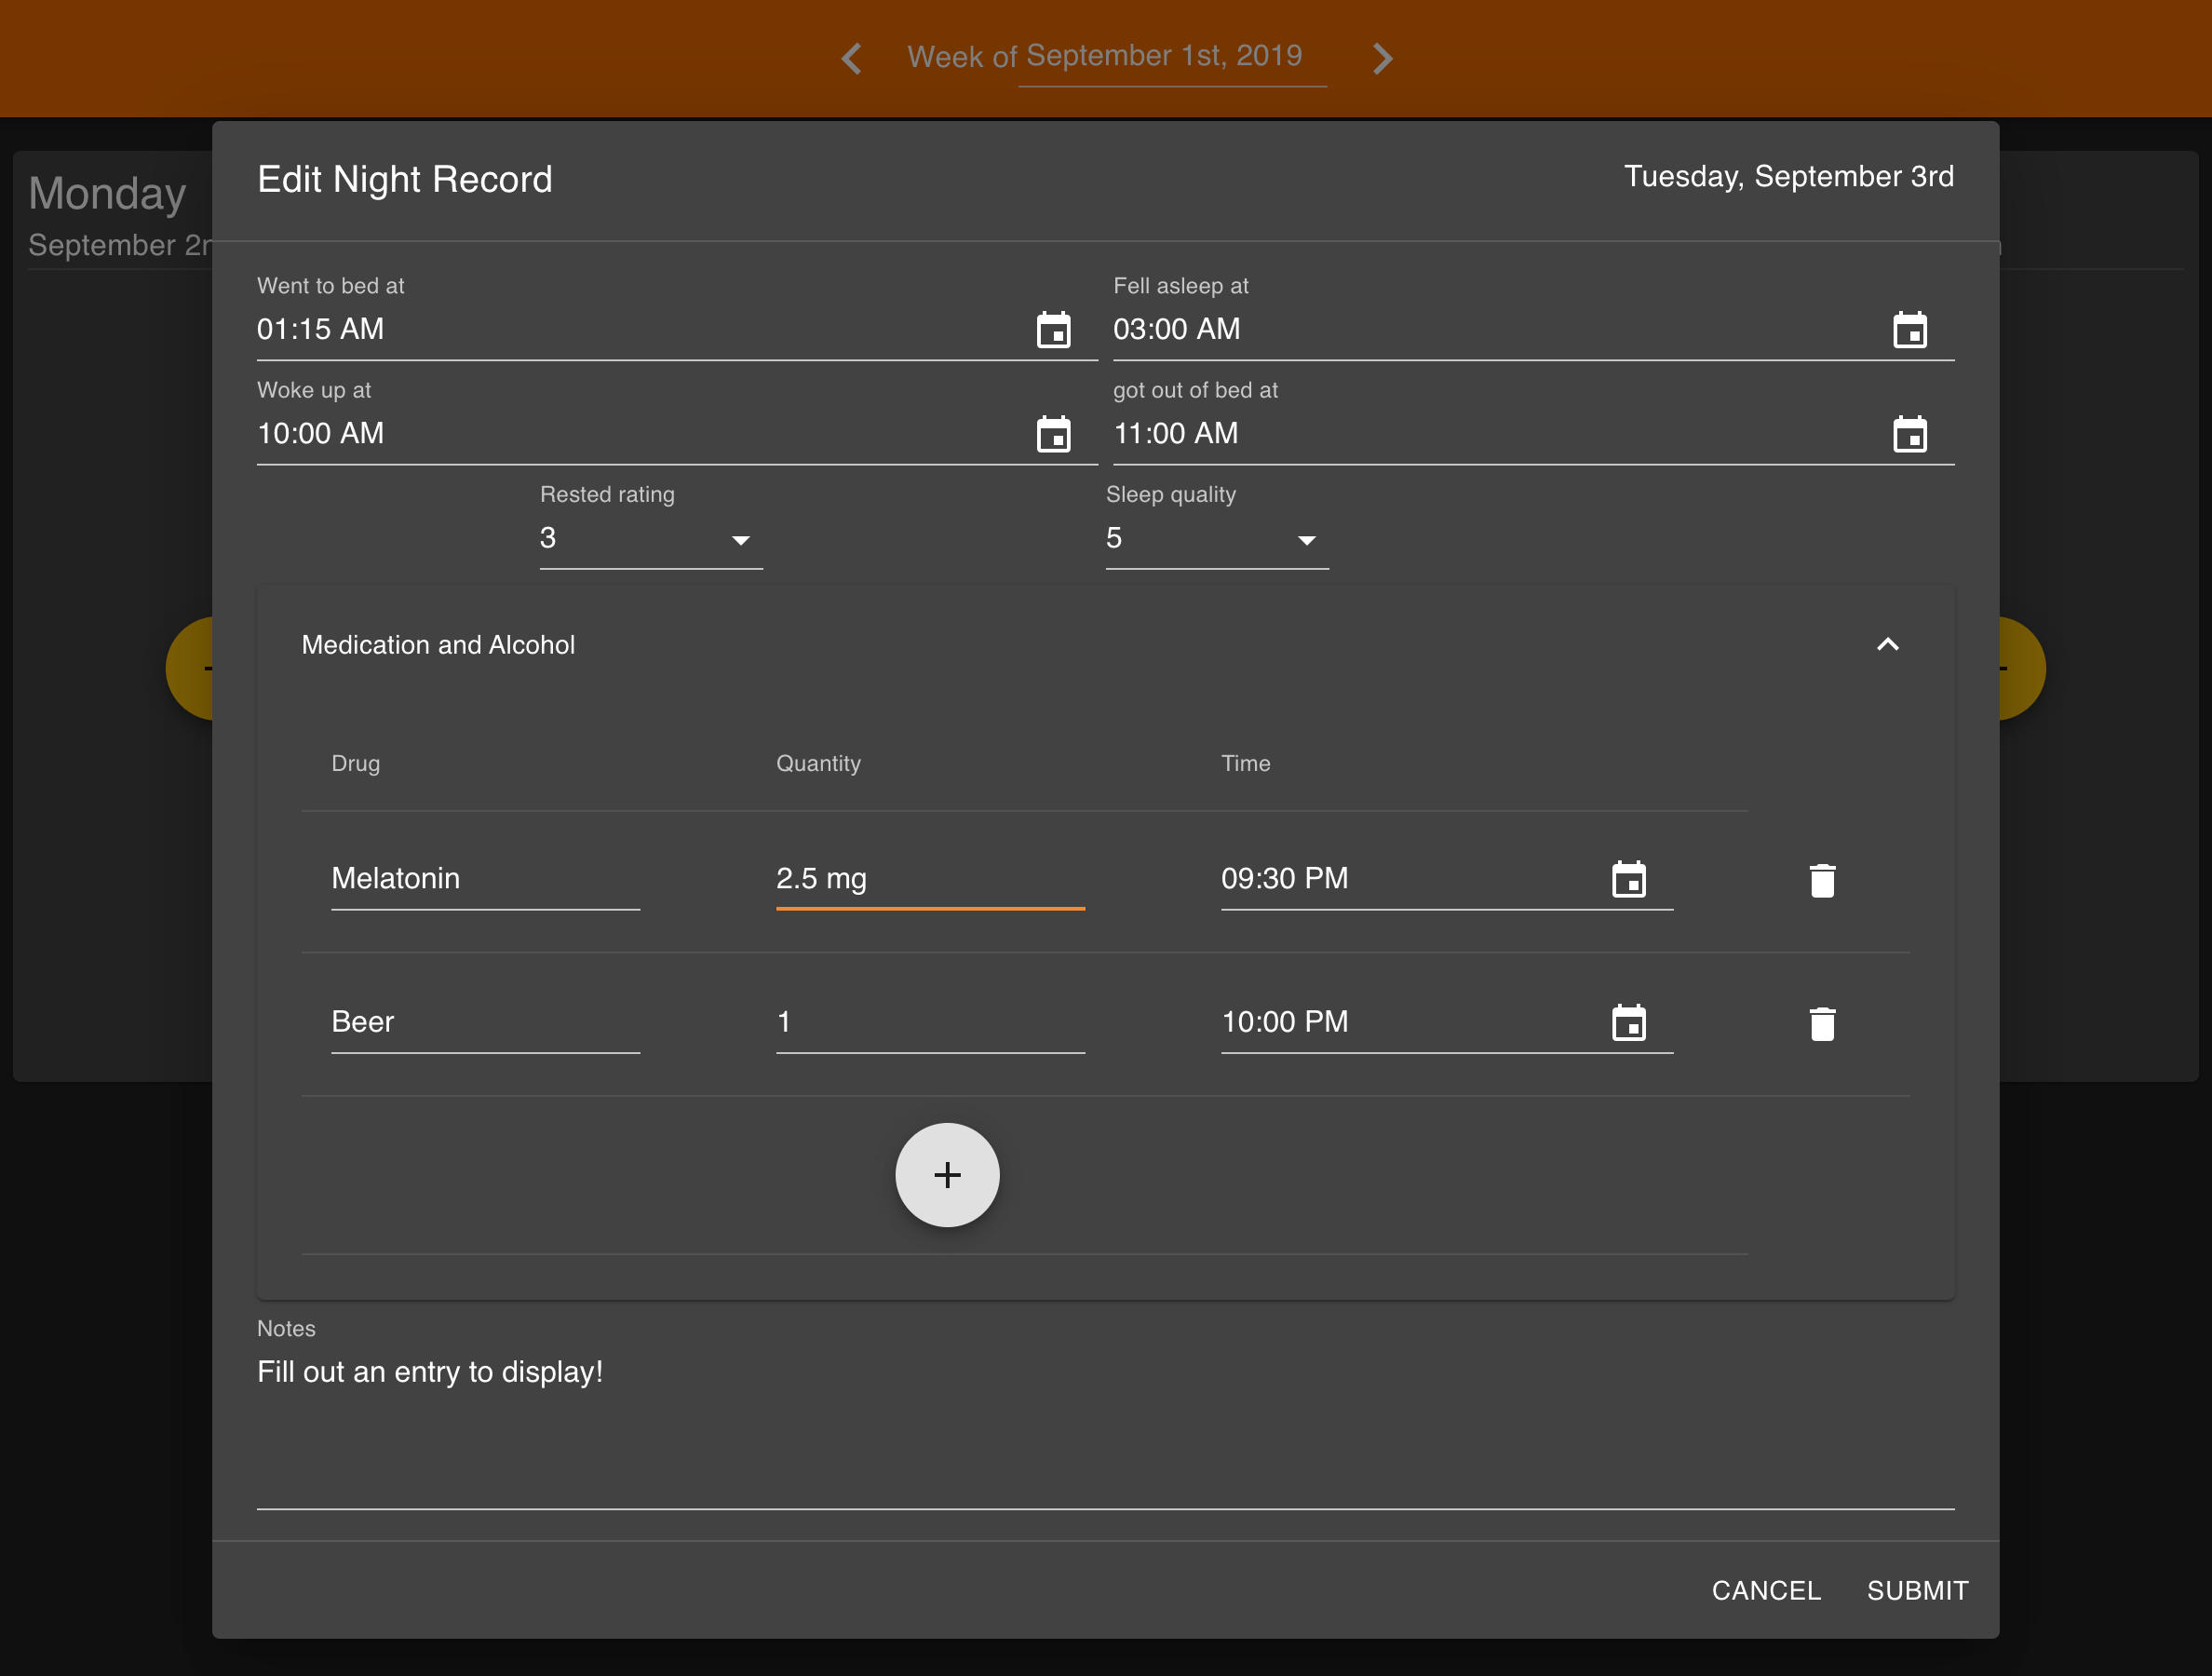 Week of September 1st, 2019
Monday
September 2
Edit Night Record
Tuesday, September 3rd
Went to bed at
Fell asleep at
01:15 AM
03:00 AM
Woke up at
got out of bed at
10:00 AM
11:00 AM
Rested rating
Sleep quality
3
5
Medication and Alcohol
Drug
Quantity
Time
Melatonin
2.5 mg
09:30 PM
Beer
1
10:00 PM
+
Notes
Fill out an entry to display!
CANCEL
SUBMIT